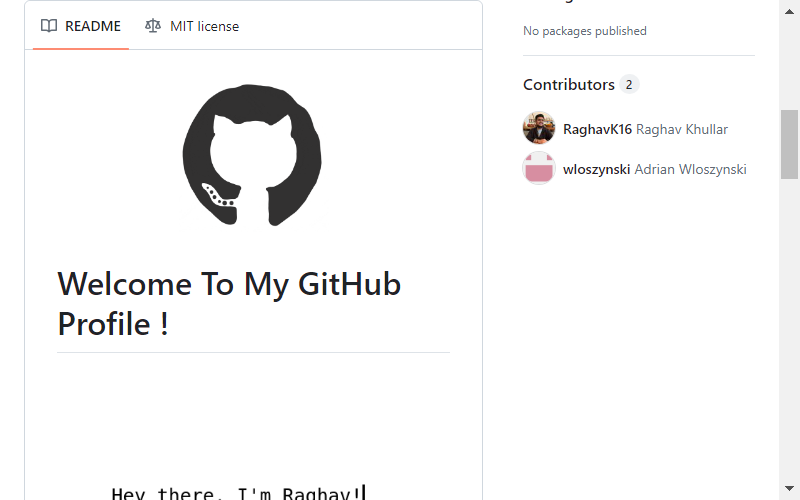 README
MIT license
Welcome To My GitHub
Profile !
Hey there, I'm Raghav!
No packages published
Contributors 2
RaghavK16 Raghav Khullar
wloszynski Adrian Wloszynski